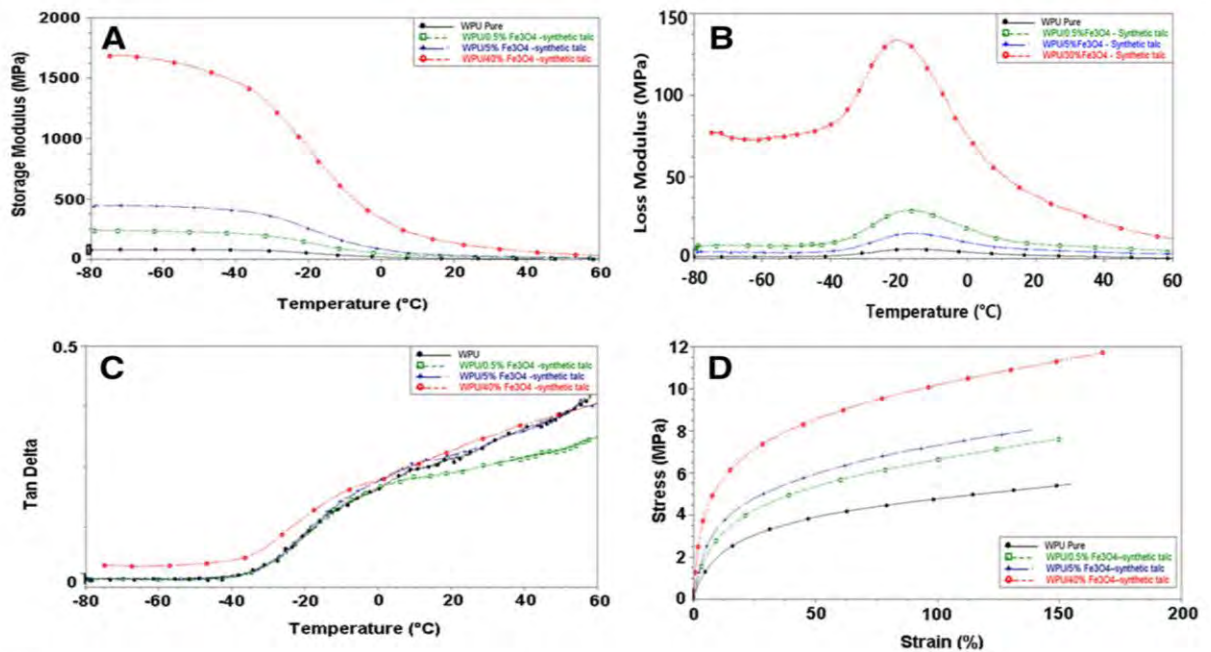 A
WPU Pure
WPU/0.5% Fe3O4 -synthetic talc
WPU/5% Fe3O4 -synthetic talc
WPU/40% Fe3O4 -synthetic talc
Storage Modulus (MPa)
2000
1500
1000
500
0
-80 -60 -40 -20 0 20 40 60
Temperature (°C)
B
WPU Pure
WPU/0.5%Fe3O4 - Synthetic talc
WPU/5%Fe3O4 - Synthetic talc
WPU/30%Fe3O4 - Synthetic talc
Loss Modulus (MPa)
150
100
50
0
-80 -60 -40 -20 0 20 40 60
Temperature (°C)
C
WPU
WPU/0.5% Fe3O4 -synthetic talc
WPU/5% Fe3O4 -synthetic talc
WPU/40% Fe3O4 -synthetic talc
Tan Delta
0.5
0
-80 -60 -40 -20 0 20 40 60
Temperature (°C)
D
Stress (MPa)
12
10
8
6
4
2
0
WPU Pure
WPU/0.5% Fe3O4–synthetic talc
WPU/5% Fe3O4–synthetic talc
WPU/40% Fe3O4–synthetic talc
0 50 100 150 200
Strain (%)